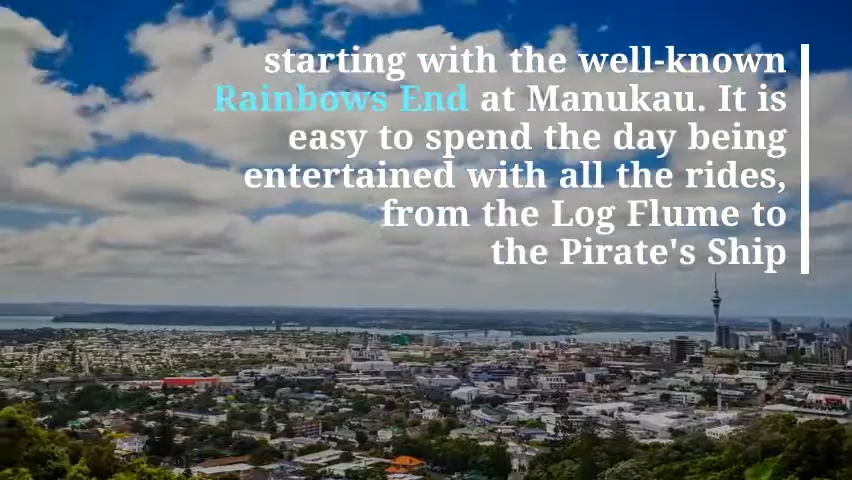 starting with the well-known
Rainbows End at Manukau. It is
easy to spend the day being
entertained with all the rides,
from the Log Flume to
the Pirate's Ship